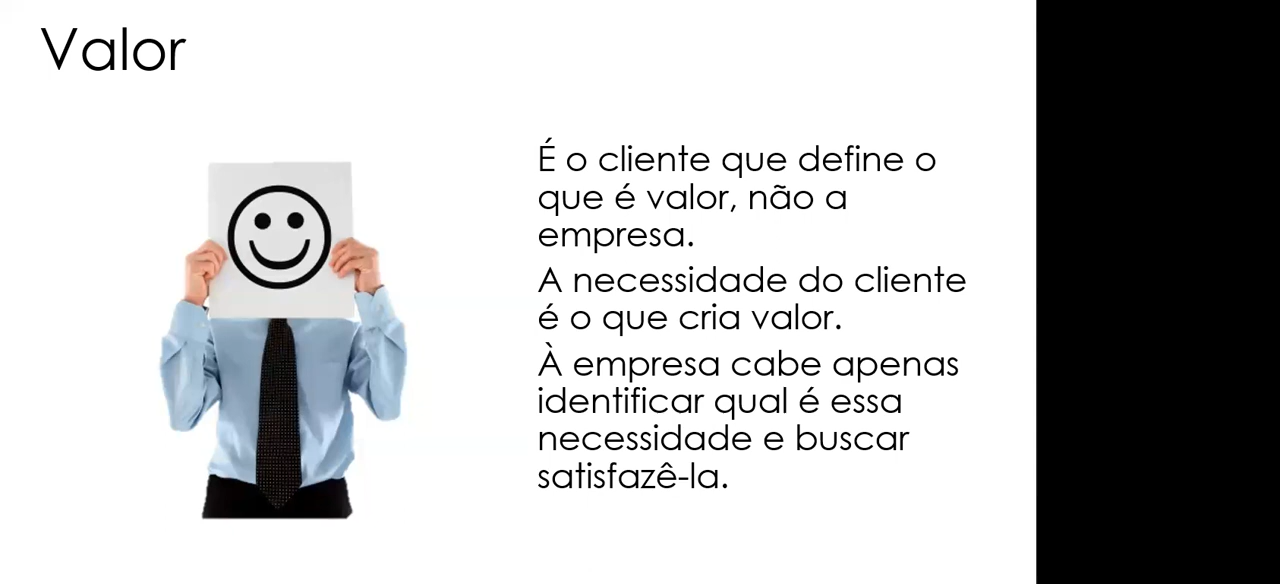 Valor
É o cliente que define o
que é valor, não a
empresa.
A necessidade do cliente
é o que cria valor.
À empresa cabe apenas
identificar qual é essa
necessidade e buscar
satisfazê-la.